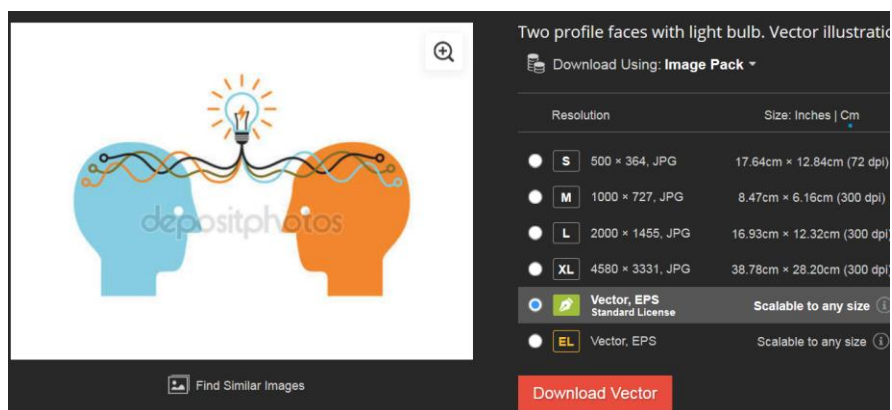 Two profile faces with light bulb. Vector illustratio
Download Using: Image Pack
Resolution Size: Inches | Cm
S 500 × 364, JPG 17.64cm × 12.84cm (72 dpi)
M 1000 × 727, JPG 8.47cm × 6.16cm (300 dpi)
L 2000 × 1455, JPG 16.93cm × 12.32cm (300 dpi)
XL 4580 × 3331, JPG 38.78cm × 28.20cm (300 dpi)
Vector, EPS Scalable to any size
Standard License
EL Vector, EPS Scalable to any size
Download Vector
depositphotos
Find Similar Images